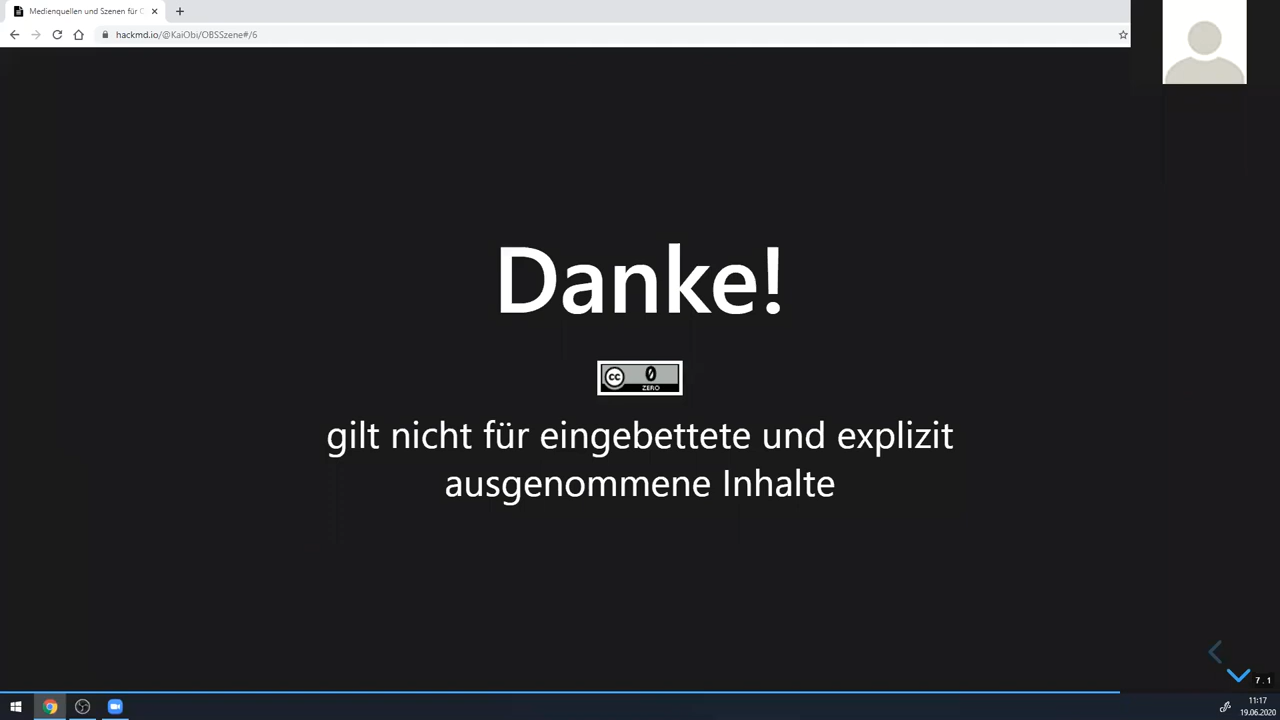 Medienquellen und Szenen für
hackmd.io/@KaiObi/OBSSzene#/6
Danke!
cc 0
ZERO
gilt nicht für eingebettete und explizit
ausgenommene Inhalte
7.1
11:17
19.06.2020